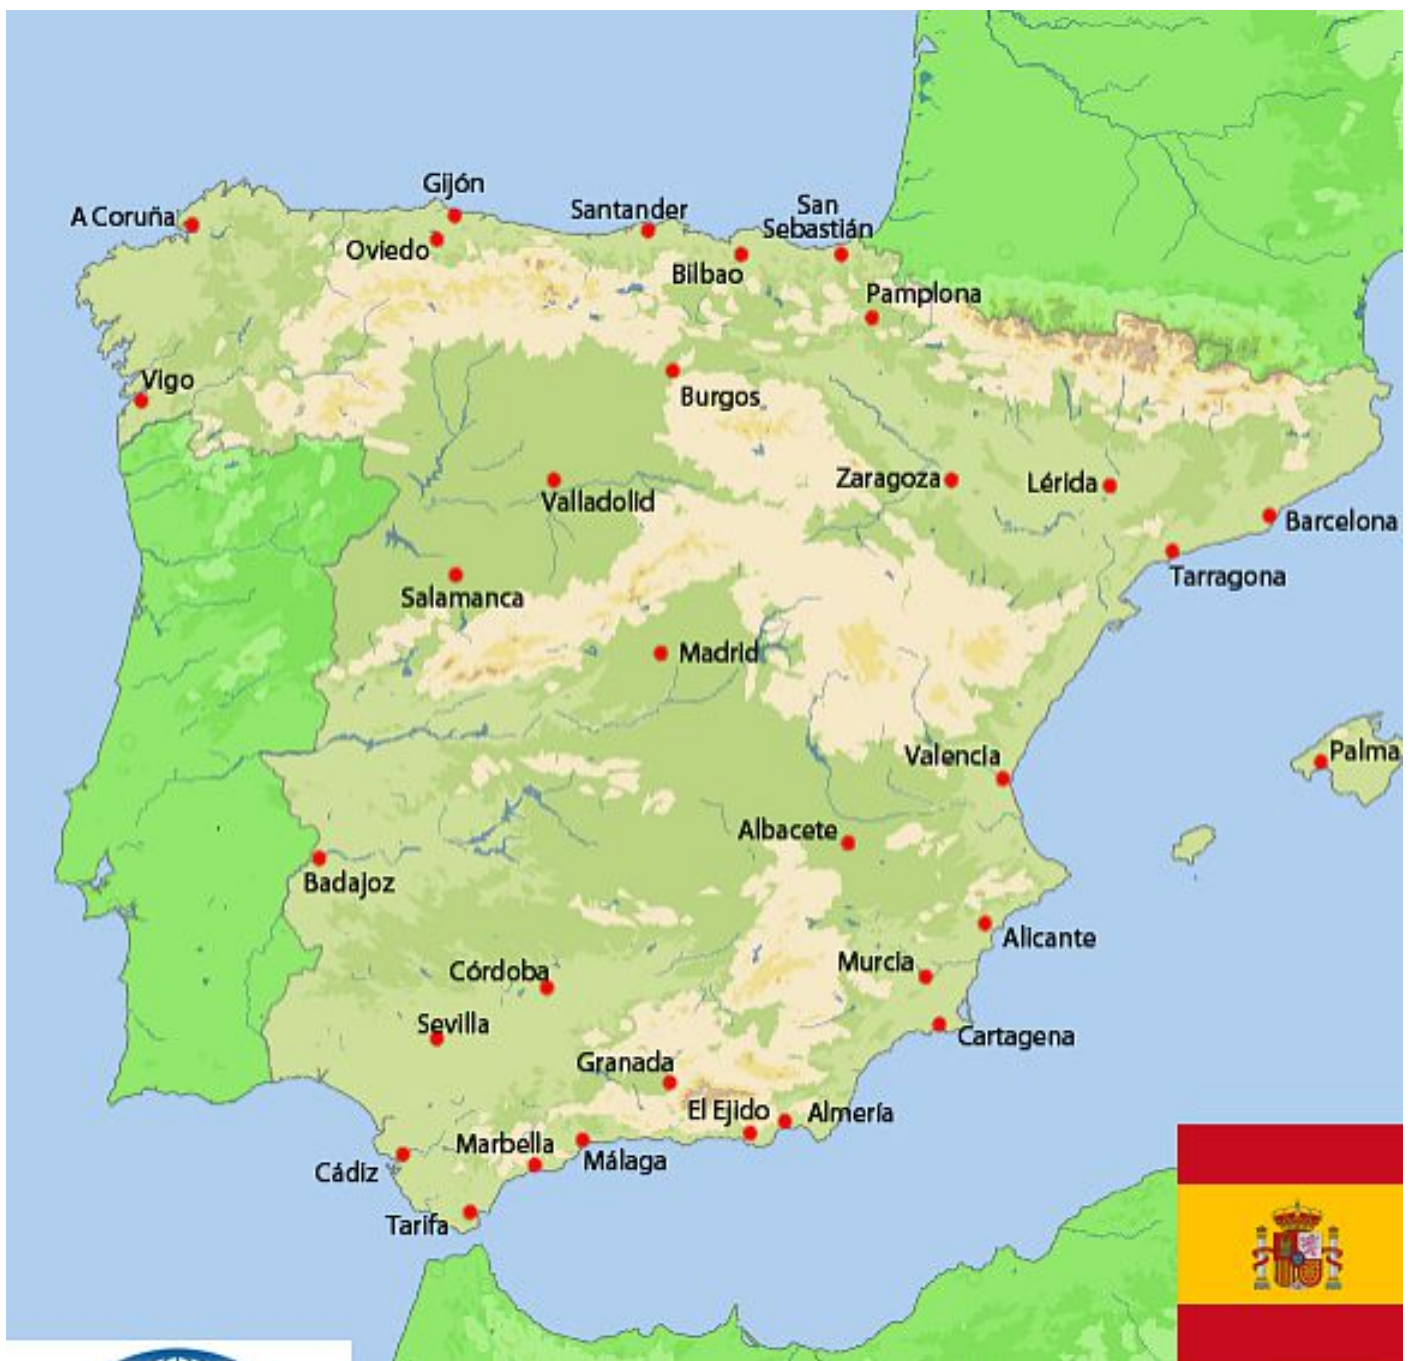 Gijón
A Coruña
Santander
San
Sebastián
Oviedo
Bilbao
Pamplona
Vigo
Burgos
Zaragoza
Lérida
Valladolid
Barcelona
Tarragona
Salamanca
Madrid
Valencia
Palma
Albacete
Badajoz
Alicante
Murcia
Córdoba
Sevilla
Cartagena
Granada
El Ejido
Almería
Marbella
Málaga
Cádiz
Tarifa